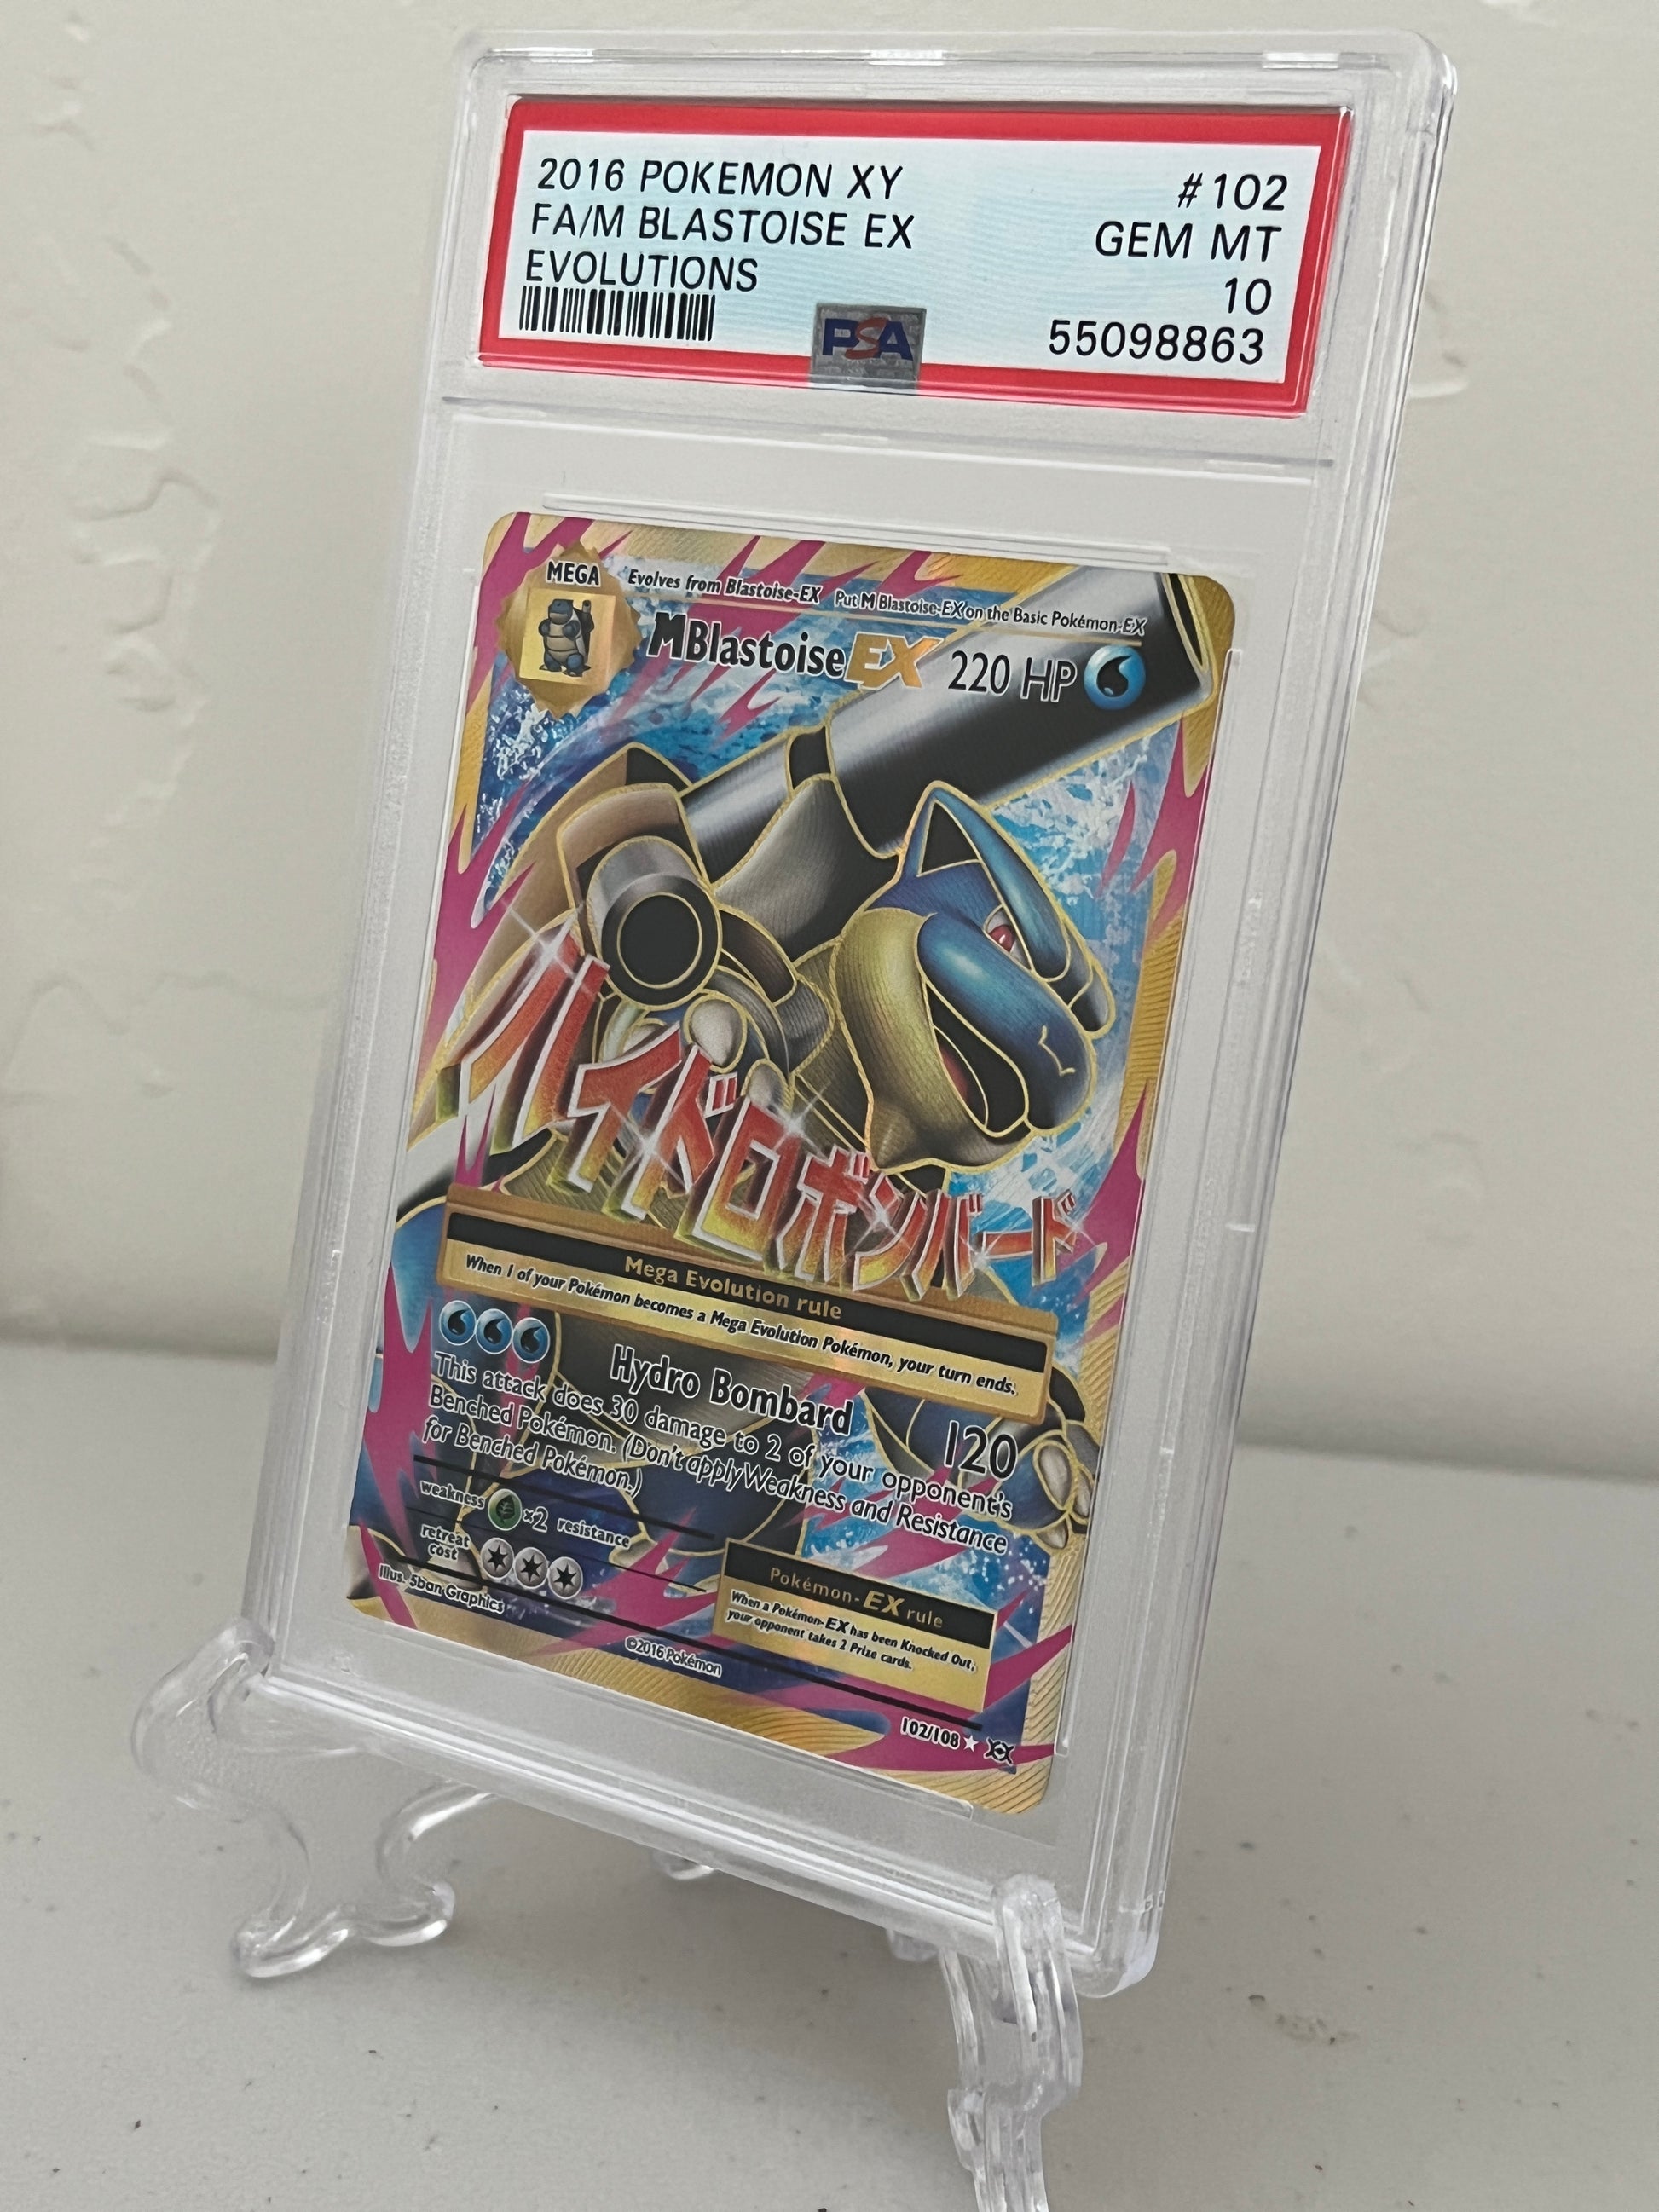 2016 POKEMON XY #102
FA/M BLASTOISE EX GEM MT
EVOLUTIONS 10
PSA 55098863
MEGA Evolves from Blastoise-EX Put M Blastoise-EX on the Basic Pokémon-EX
M Blastoise EX 220 HP
ハイドロボンバード
Mega Evolution rule
When 1 of your Pokémon becomes a Mega Evolution Pokémon, your turn ends.
Hydro Bombard 120
This attack does 30 damage to 2 of your opponent's
Benched Pokémon. (Don't apply Weakness and Resistance
for Benched Pokémon.)
weakness x2 resistance
retreat
cost
Pokémon-EX rule
When a Pokémon-EX has been Knocked Out,
your opponent takes 2 Prize cards.
Illus. 5ban Graphics
©2016 Pokémon
102/108